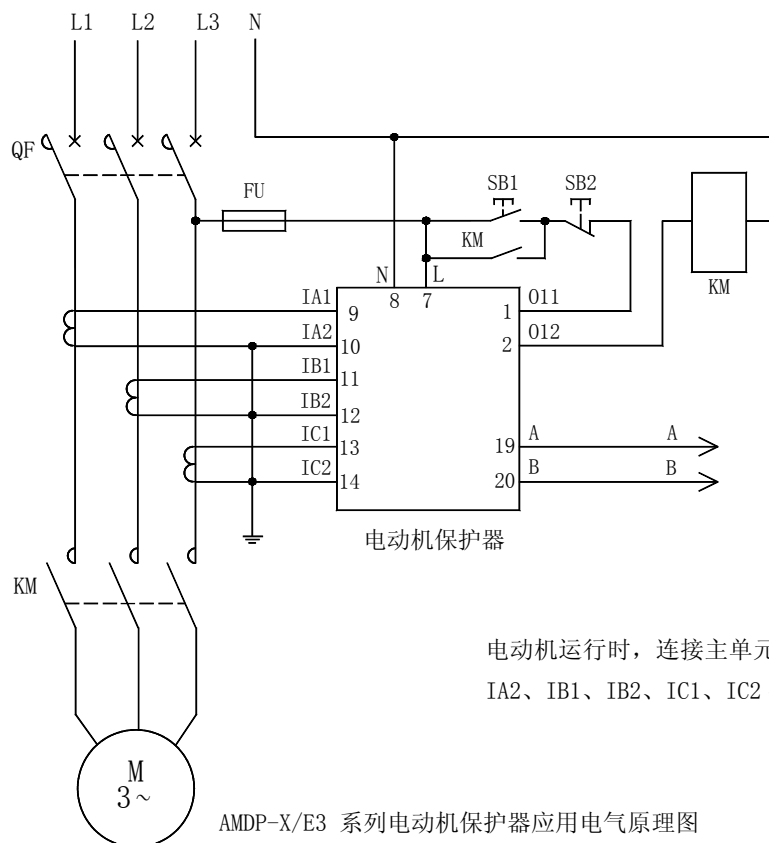 L1 L2 L3 N
QF
FU
SB1 SB2
KM
KM
N L
8 7
IA1 9
IA2 10
IB1 11
IB2 12
IC1 13
IC2 14
1 O11
2 O12
19 A A
20 B B
电动机保护器
KM
电动机运行时，连接主单元
IA2、IB1、IB2、IC1、IC2
M
3~
AMDP-X/E3 系列电动机保护器应用电气原理图